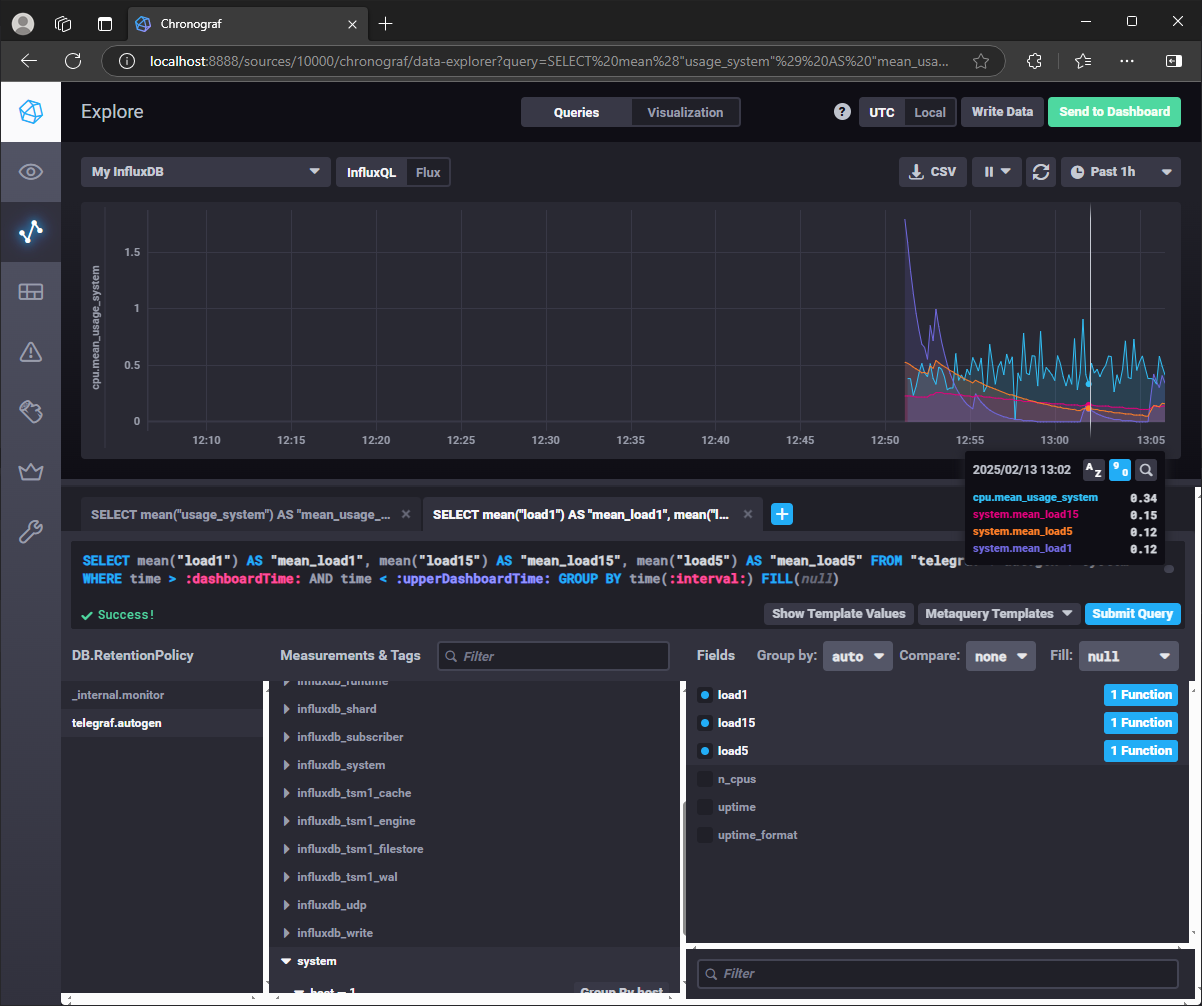 Chronograf
localhost:8888/sources/10000/chronograf/data-explorer?query=SELECT%20mean%28"usage_system"%29%20AS%20"mean_usa...
Explore
Queries Visualization
? UTC Local Write Data Send to Dashboard
My InfluxDB InfluxQL Flux
CSV Past 1h
cpu.mean_usage_system
1.5
1
0.5
0
12:10 12:15 12:20 12:25 12:30 12:35 12:40 12:45 12:50 12:55 13:00 13:05
2025/02/13 13:02 A Z 9 0
cpu.mean_usage_system 0.34
system.mean_load15 0.15
system.mean_load5 0.12
system.mean_load1 0.12
SELECT mean("usage_system") AS "mean_usage_...
SELECT mean("load1") AS "mean_load1", mean("l...
SELECT mean("load1") AS "mean_load1", mean("load15") AS "mean_load15", mean("load5") AS "mean_load5" FROM
WHERE time > :dashboardTime: AND time < :upperDashboardTime: GROUP BY time(:interval:) FILL(null)
Success!
Show Template Values Metaquery Templates Submit Query
DB.RetentionPolicy
_internal.monitor
telegraf.autogen
Measurements & Tags Filter
influxdb_runtime
influxdb_shard
influxdb_subscriber
influxdb_system
influxdb_tsm1_cache
influxdb_tsm1_engine
influxdb_tsm1_filestore
influxdb_tsm1_wal
influxdb_udp
influxdb_write
system
host — 1 Group By host
Fields Group by: auto Compare: none Fill: null
load1 1 Function
load15 1 Function
load5 1 Function
n_cpus
uptime
uptime_format
Filter